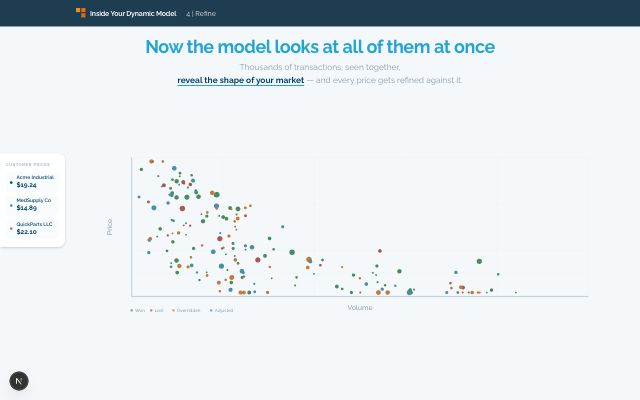 Inside Your Dynamic Model
4 | Refine
Now the model looks at all of them at once
Thousands of transactions, seen together,
reveal the shape of your market — and every price gets refined against it.
CUSTOMER PRICES
Acme Industrial
$19.24
MedSupply Co
$14.89
QuickParts LLC
$22.10
Price
Volume
Won Lost Overridden Adjusted
N